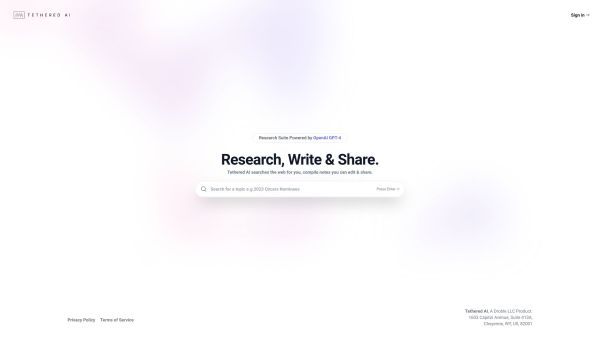 TETHERED AI
Sign In →
Research Suite Powered by OpenAI GPT-4
Research, Write & Share.
Tethered AI searches the web for you, compile notes you can edit & share.
Search for a topic e.g 2023 Oscars Nominees
Press Enter
Privacy Policy Terms of Service
Tethered AI, A Droble LLC Product.
1603 Capitol Avenue, Suite 413A,
Cheyenne, WY, US, 82001